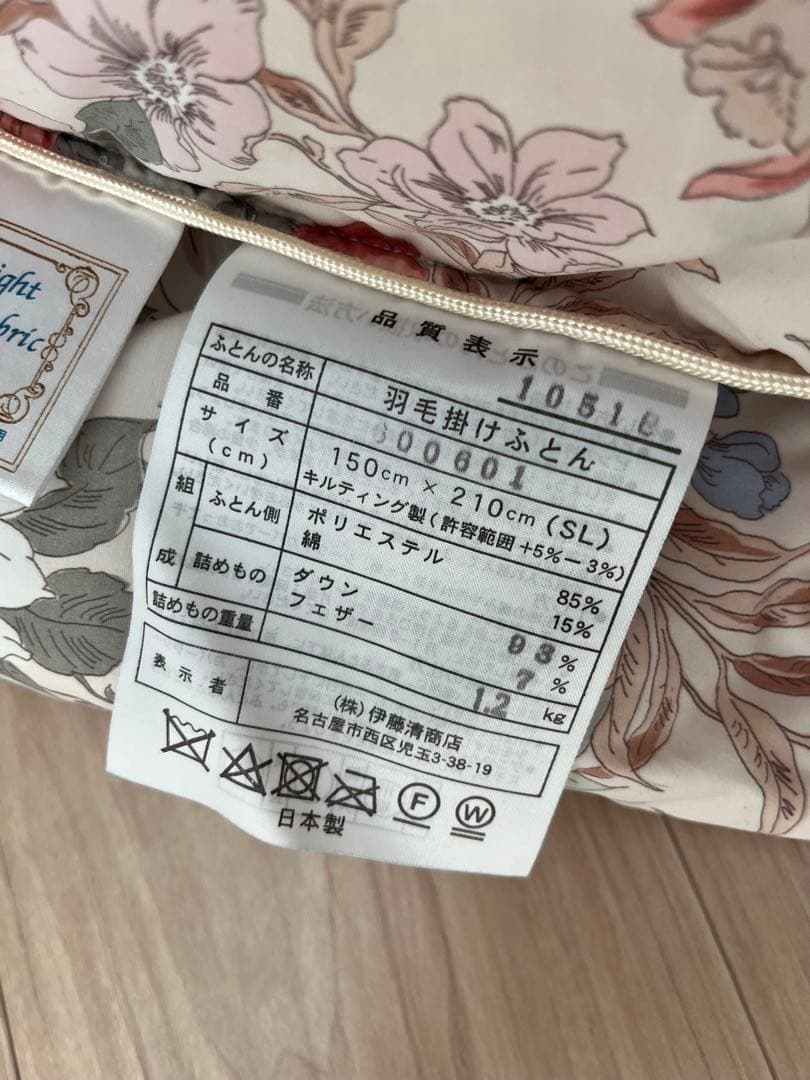 ight
bric
品質表示
ふとんの名称 羽毛掛けふとん
品番 600601
サイズ(cm) 150cm × 210cm (SL)
キルティング製(許容範囲+5%−3%)
組成 ふとん側 ポリエステル 85%
綿 15%
詰めもの ダウン 93%
フェザー 7%
詰めもの重量 1.2kg
表示者 (株)伊藤清商店
名古屋市西区児玉3-38-19
F
W
日本製